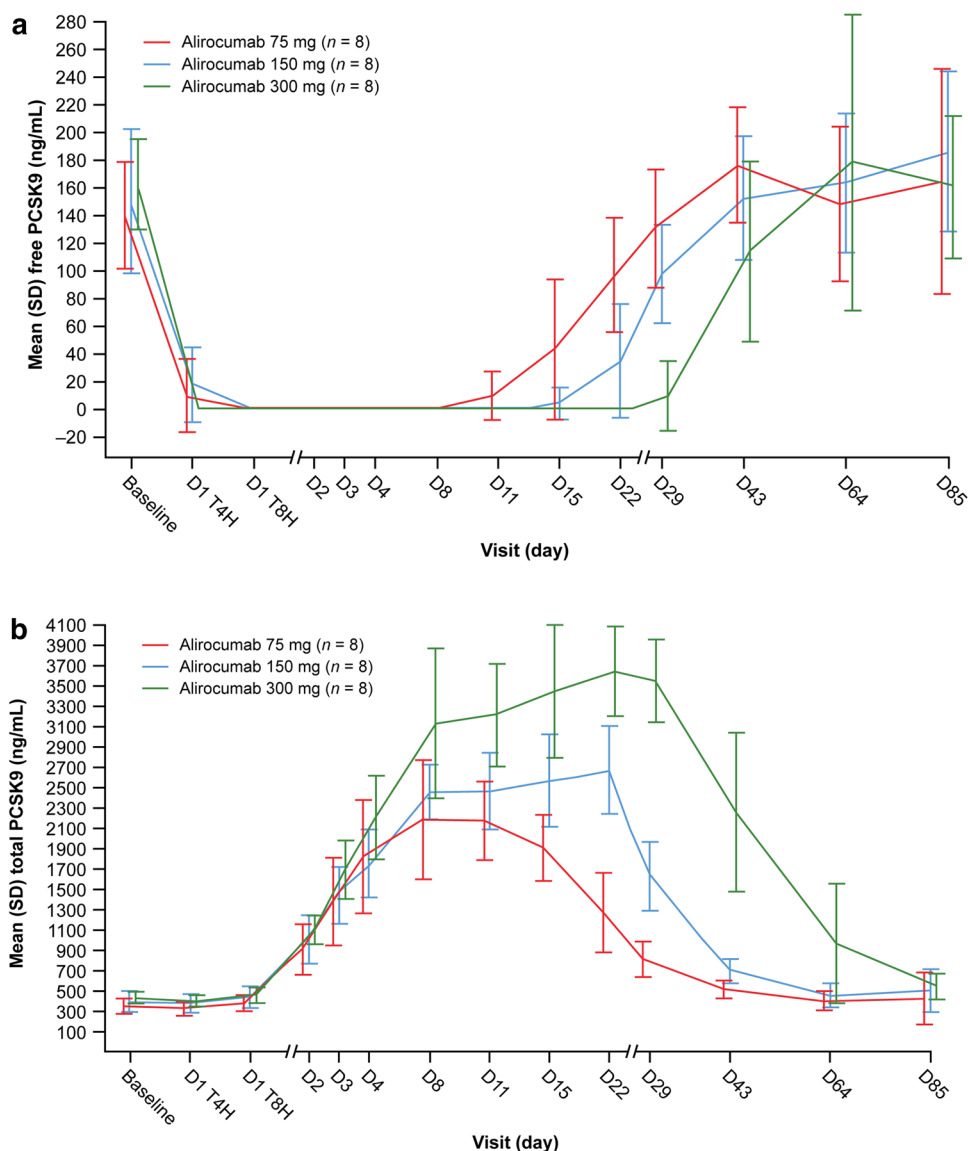 a
Mean (SD) free PCSK9 (ng/mL)
280
260
240
220
200
180
160
140
120
100
80
60
40
20
0
–20
Alirocumab 75 mg (n = 8)
Alirocumab 150 mg (n = 8)
Alirocumab 300 mg (n = 8)
Baseline
D1 T4H
D1 T8H
D2
D3
D4
D8
D11
D15
D22
D29
D43
D64
D85
Visit (day)
b
Mean (SD) total PCSK9 (ng/mL)
4100
3900
3700
3500
3300
3100
2900
2700
2500
2300
2100
1900
1700
1500
1300
1100
900
700
500
300
100
Alirocumab 75 mg (n = 8)
Alirocumab 150 mg (n = 8)
Alirocumab 300 mg (n = 8)
Baseline
D1 T4H
D1 T8H
D2
D3
D4
D8
D11
D15
D22
D29
D43
D64
D85
Visit (day)